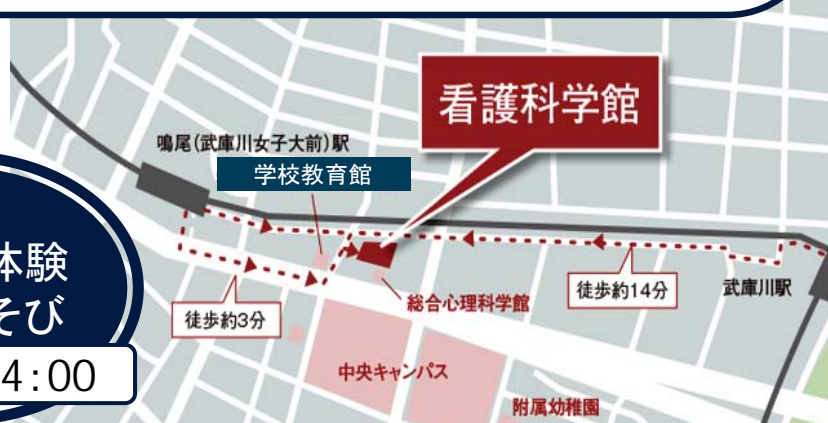 看護科学館
鳴尾(武庫川女子大前)駅
学校教育館
体験
そび
4:00
徒歩約3分
総合心理科学館
徒歩約14分
武庫川駅
中央キャンパス
附属幼稚園